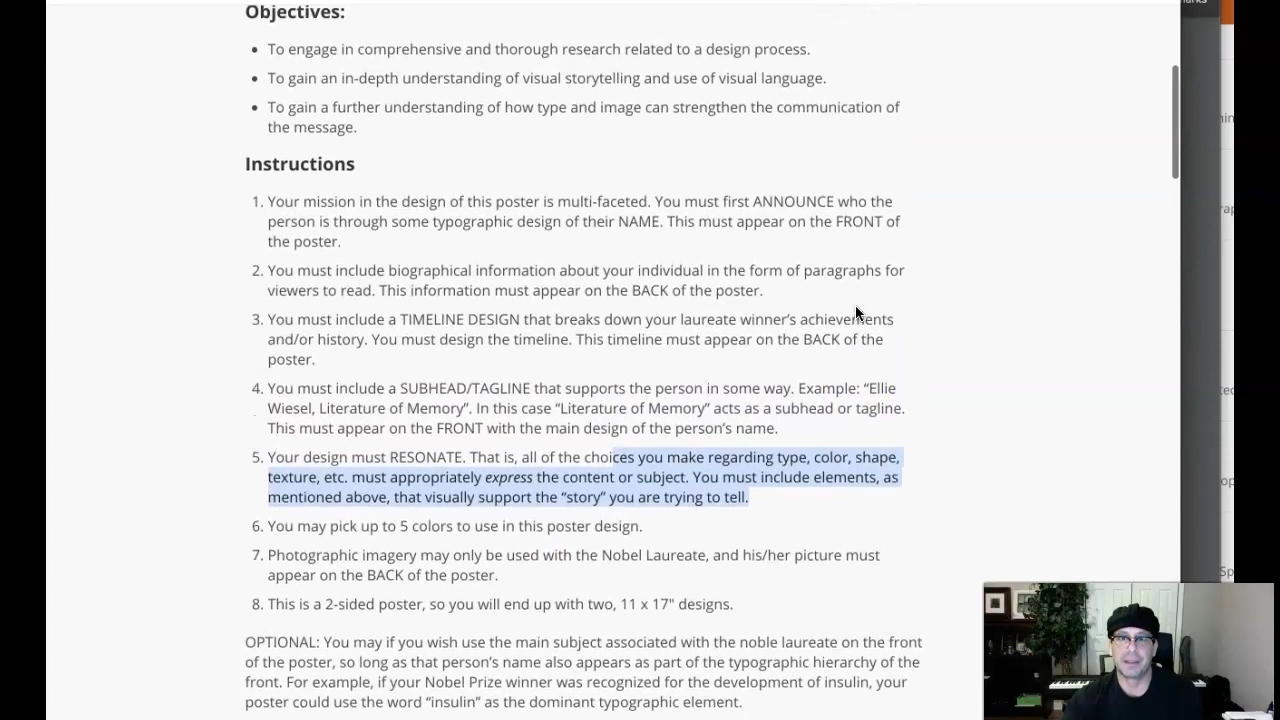 Objectives:
• To engage in comprehensive and thorough research related to a design process.
• To gain an in-depth understanding of visual storytelling and use of visual language.
• To gain a further understanding of how type and image can strengthen the communication of
the message.
Instructions
1. Your mission in the design of this poster is multi-faceted. You must first ANNOUNCE who the
person is through some typographic design of their NAME. This must appear on the FRONT of
the poster.
2. You must include biographical information about your individual in the form of paragraphs for
viewers to read. This information must appear on the BACK of the poster.
3. You must include a TIMELINE DESIGN that breaks down your laureate winner’s achievements
and/or history. You must design the timeline. This timeline must appear on the BACK of the
poster.
4. You must include a SUBHEAD/TAGLINE that supports the person in some way. Example: “Ellie
Wiesel, Literature of Memory”. In this case “Literature of Memory” acts as a subhead or tagline.
This must appear on the FRONT with the main design of the person’s name.
5. Your design must RESONATE. That is, all of the choices you make regarding type, color, shape,
texture, etc. must appropriately express the content or subject. You must include elements, as
mentioned above, that visually support the “story” you are trying to tell.
6. You may pick up to 5 colors to use in this poster design.
7. Photographic imagery may only be used with the Nobel Laureate, and his/her picture must
appear on the BACK of the poster.
8. This is a 2-sided poster, so you will end up with two, 11 x 17" designs.
OPTIONAL: You may if you wish use the main subject associated with the noble laureate on the front
of the poster, so long as that person’s name also appears as part of the typographic hierarchy of the
front. For example, if your Nobel Prize winner was recognized for the development of insulin, your
poster could use the word “insulin” as the dominant typographic element.